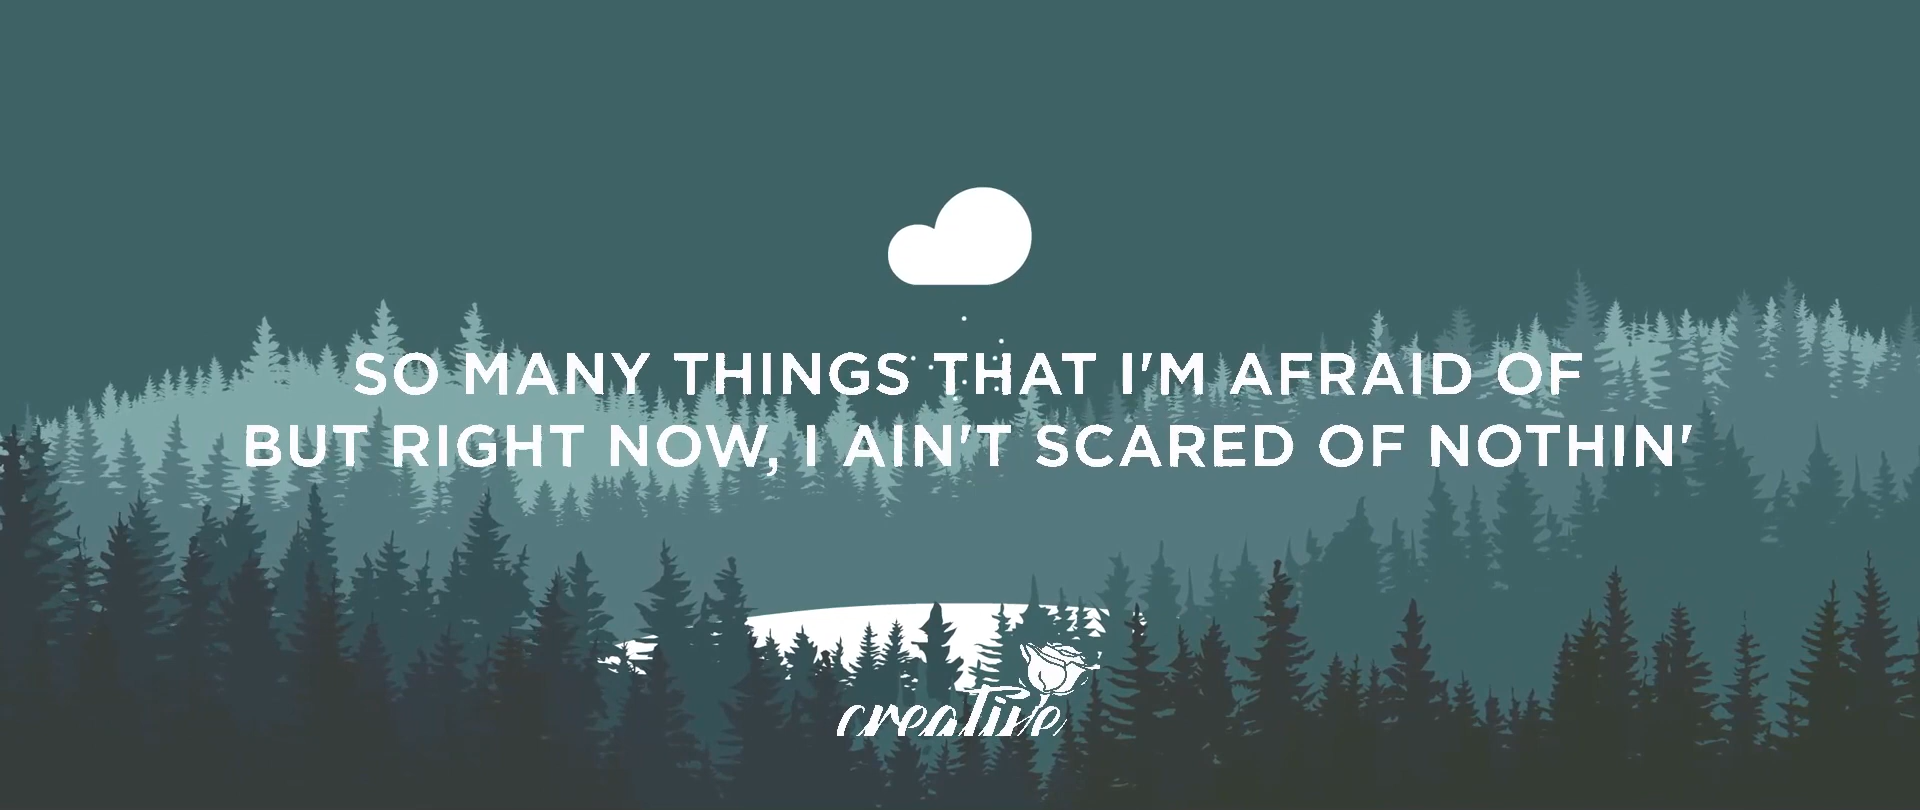 SO MANY THINGS THAT I'M AFRAID OF
BUT RIGHT NOW, I AIN'T SCARED OF NOTHIN'
creative